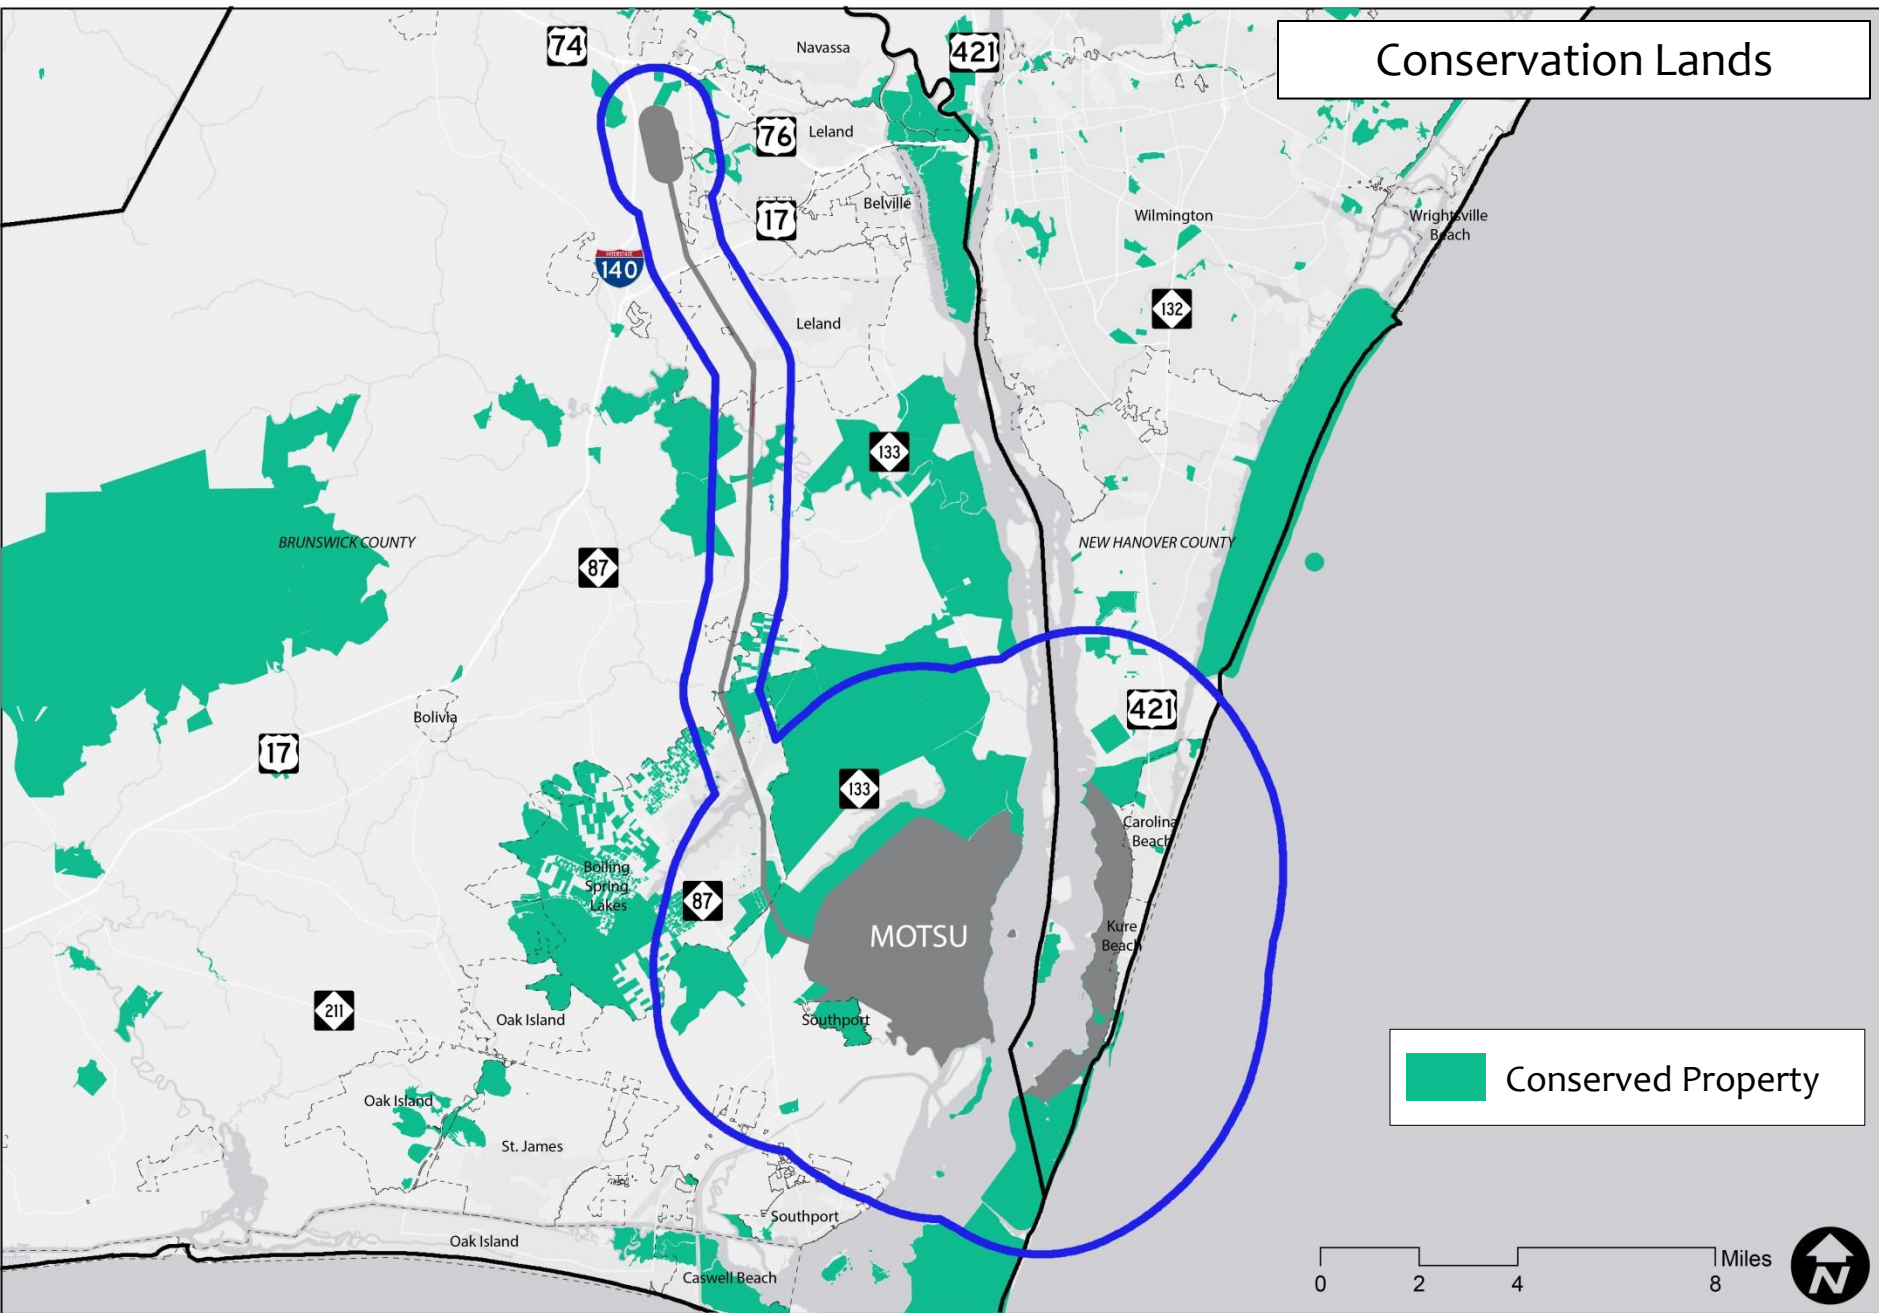 Conservation Lands
74
Navassa
421
76
Leland
17
Belville
Wilmington
Wrightsville
Beach
INTERSTATE
140
132
Leland
133
BRUNSWICK COUNTY
NEW HANOVER COUNTY
87
Bolivia
421
17
133
Carolina
Beach
Boiling
Spring
Lakes
87
MOTSU
Kure
Beach
211
Oak Island
Southport
Conserved Property
Oak Island
St. James
Southport
Oak Island
Caswell Beach
Miles
0 2 4 8
N